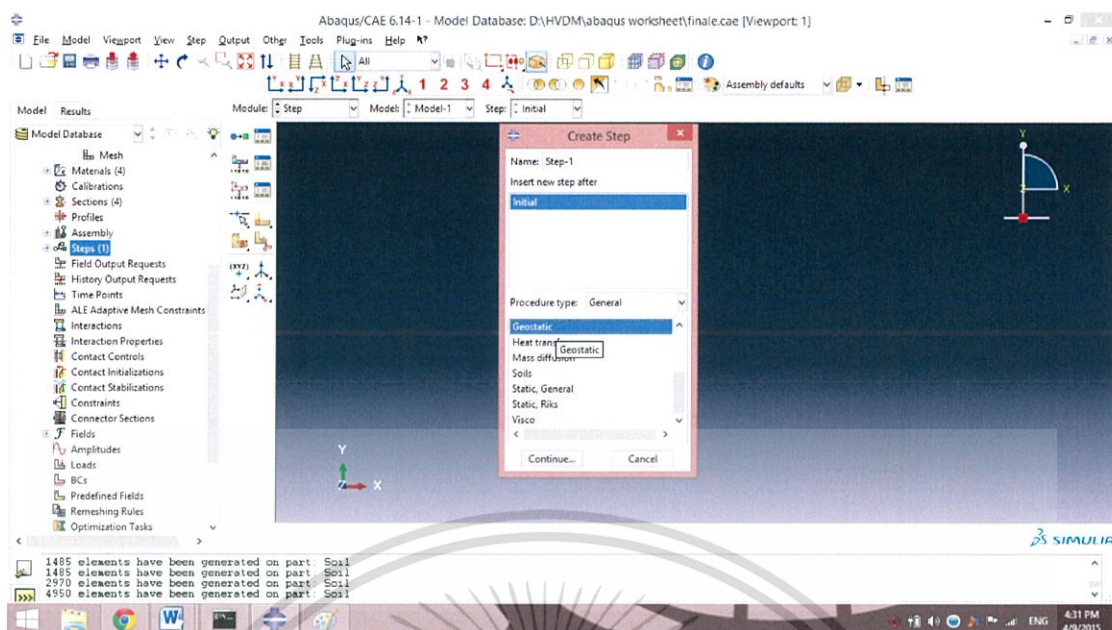 Abaqus/CAE 6.14-1 - Model Database: D:\HVDM\abaqus worksheet\finale.cae [Viewport: 1]
File Model Viewport View Step Output Other Tools Plug-ins Help
All
1 2 3 4
Assembly defaults
Model Results
Module: Step Model: Model-1 Step: Initial
Model Database
Mesh
Materials (4)
Calibrations
Sections (4)
Profiles
Assembly
Steps (1)
Field Output Requests
History Output Requests
Time Points
ALE Adaptive Mesh Constraints
Interactions
Interaction Properties
Contact Controls
Contact Initializations
Contact Stabilizations
Constraints
Connector Sections
Fields
Amplitudes
Loads
BCs
Predefined Fields
Remeshing Rules
Optimization Tasks
(XYZ)
Create Step
Name: Step-1
Insert new step after
Initial
Procedure type: General
Geostatic
Heat transf
Geostatic
Mass diffusion
Soils
Static, General
Static, Riks
Visco
Continue... Cancel
Y
X
Z
Y
X
SIMULIA
1485 elements have been generated on part: Soil
1485 elements have been generated on part: Soil
2970 elements have been generated on part: Soil
4950 elements have been generated on part: Soil
ENG 4:31 PM
4/9/2015